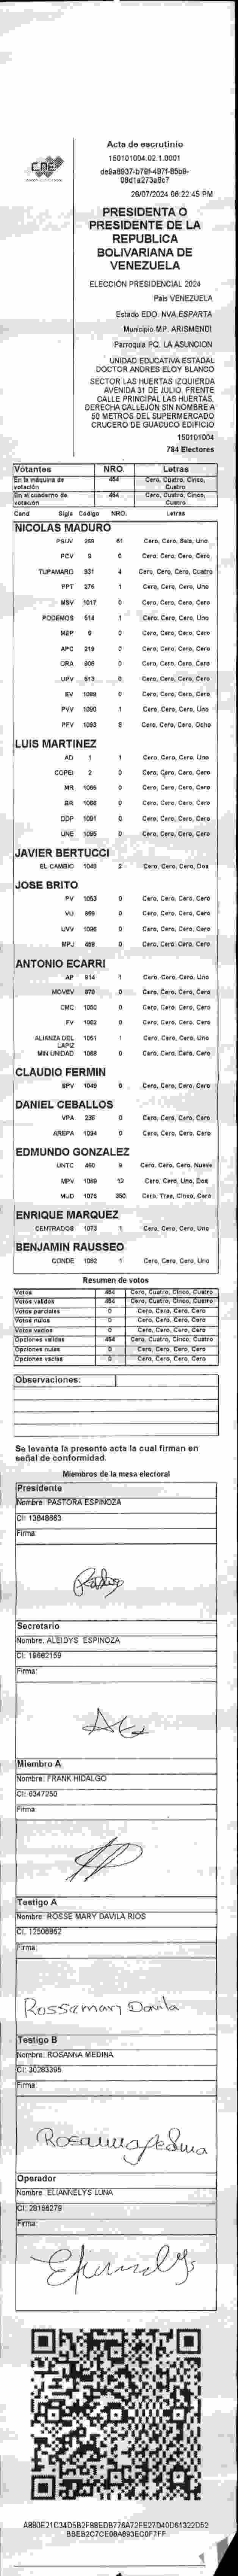 Acta de escrutinio
150101004.02.1.0001
de9a8937-b79f-497f-85b9-
08d1a273a8c7
28/07/2024 06:22:45 PM
CNE
PRESIDENTA O
PRESIDENTE DE LA
REPUBLICA
BOLIVARIANA DE
VENEZUELA
ELECCIÓN PRESIDENCIAL 2024
País VENEZUELA
Estado EDO. NVA.ESPARTA
Municipio MP. ARISMENDI
Parroquia PQ. LA ASUNCION
UNIDAD EDUCATIVA ESTADAL
DOCTOR ANDRES ELOY BLANCO
SECTOR LAS HUERTAS IZQUIERDA
AVENIDA 31 DE JULIO. FRENTE
CALLE PRINCIPAL LAS HUERTAS.
DERECHA CALLEJON SIN NOMBRE A
50 METROS DEL SUPERMERCADO
CRUCERO DE GUACUCO EDIFICIO
150101004
784 Electores
Votantes NRO. Letras
En la máquina de votación 454 Cero, Cuatro, Cinco, Cuatro
En el cuaderno de votación 454 Cero, Cuatro, Cinco, Cuatro
Cand. Sigla Codigo NRO. Letras
NICOLAS MADURO
PSUV 269 61 Cero, Cero, Seis, Uno
PCV 5 0 Cero, Cero, Cero, Cero
TUPAMARO 931 4 Cero, Cero, Cero, Cuatro
PPT 276 1 Cero, Cero, Cero, Uno
MSV 1017 0 Cero, Cero, Cero, Cero
PODEMOS 514 1 Cero, Cero, Cero, Uno
MEP 6 0 Cero, Cero, Cero, Cero
APC 219 0 Cero, Cero, Cero, Cero
ORA 906 0 Cero, Cero, Cero, Cero
UPV 613 0 Cero, Cero, Cero, Cero
EV 1089 0 Cero, Cero, Cero, Cero
PVV 1090 1 Cero, Cero, Cero, Uno
PFV 1093 8 Cero, Cero, Cero, Ocho
LUIS MARTINEZ
AD 1 1 Cero, Cero, Cero, Uno
COPEI 2 0 Cero, Cero, Cero, Cero
MR 1066 0 Cero, Cero, Cero, Cero
BR 1006 0 Cero, Cero, Cero, Cero
DDP 1091 0 Cero, Cero, Cero, Cero
UNE 1095 0 Cero, Cero, Cero, Cero
JAVIER BERTUCCI
EL CAMBIO 1048 2 Cero, Cero, Cero, Dos
JOSE BRITO
PV 1053 0 Cero, Cero, Cero, Cero
VU 969 0 Cero, Cero, Cero, Cero
UVV 1096 0 Cero, Cero, Cero, Cero
MPJ 459 0 Cero, Cero, Cero, Cero
ANTONIO ECARRI
AP 914 1 Cero, Cero, Cero, Uno
MOVEV 970 0 Cero, Cero, Cero, Cero
CMC 1050 0 Cero, Cero, Cero, Cero
FV 1062 0 Cero, Cero, Cero, Cero
ALIANZA DEL LAPIZ 1051 1 Cero, Cero, Cero, Uno
MIN UNIDAD 1068 0 Cero, Cero, Cero, Cero
CLAUDIO FERMIN
SPV 1049 0 Cero, Cero, Cero, Cero
DANIEL CEBALLOS
VPA 236 0 Cero, Cero, Cero, Cero
AREPA 1094 0 Cero, Cero, Cero, Cero
EDMUNDO GONZALEZ
UNTC 460 9 Cero, Cero, Cero, Nueve
MPV 1069 12 Cero, Cero, Uno, Dos
MUD 1076 350 Cero, Tres, Cinco, Cero
ENRIQUE MARQUEZ
CENTRADOS 1073 1 Cero, Cero, Cero, Uno
BENJAMIN RAUSSEO
CONDE 1092 1 Cero, Cero, Cero, Uno
Resumen de votos
Votos 454 Cero, Cuatro, Cinco, Cuatro
Votos validos 454 Cero, Cuatro, Cinco, Cuatro
Votos parciales 0 Cero, Cero, Cero, Cero
Votos nulos 0 Cero, Cero, Cero, Cero
Votos vacios 0 Cero, Cero, Cero, Cero
Opciones validas 454 Cero, Cuatro, Cinco, Cuatro
Opciones nulas 0 Cero, Cero, Cero, Cero
Opciones vacias 0 Cero, Cero, Cero, Cero
Observaciones:
Se levanta la presente acta la cual firman en
señal de conformidad.
Miembros de la mesa electoral
Presidente
Nombre: PASTORA ESPINOZA
CI: 13848663
Firma:
Secretario
Nombre: ALEIDYS ESPINOZA
CI: 19682159
Firma:
Miembro A
Nombre: FRANK HIDALGO
CI: 6347250
Firma:
Testigo A
Nombre: ROSSE MARY DAVILA RIOS
CI: 12506862
Firma:
Rossemary Davila
Testigo B
Nombre: ROSANNA MEDINA
CI: 30283395
Firma:
Rosanna Medina
Operador
Nombre: ELIANNELYS LUNA
CI: 28166279
Firma:
A880E21C34D5B2F88EDB776A72FE27D40D61322D52
BBEB2C7CE08A893EC0F7FF